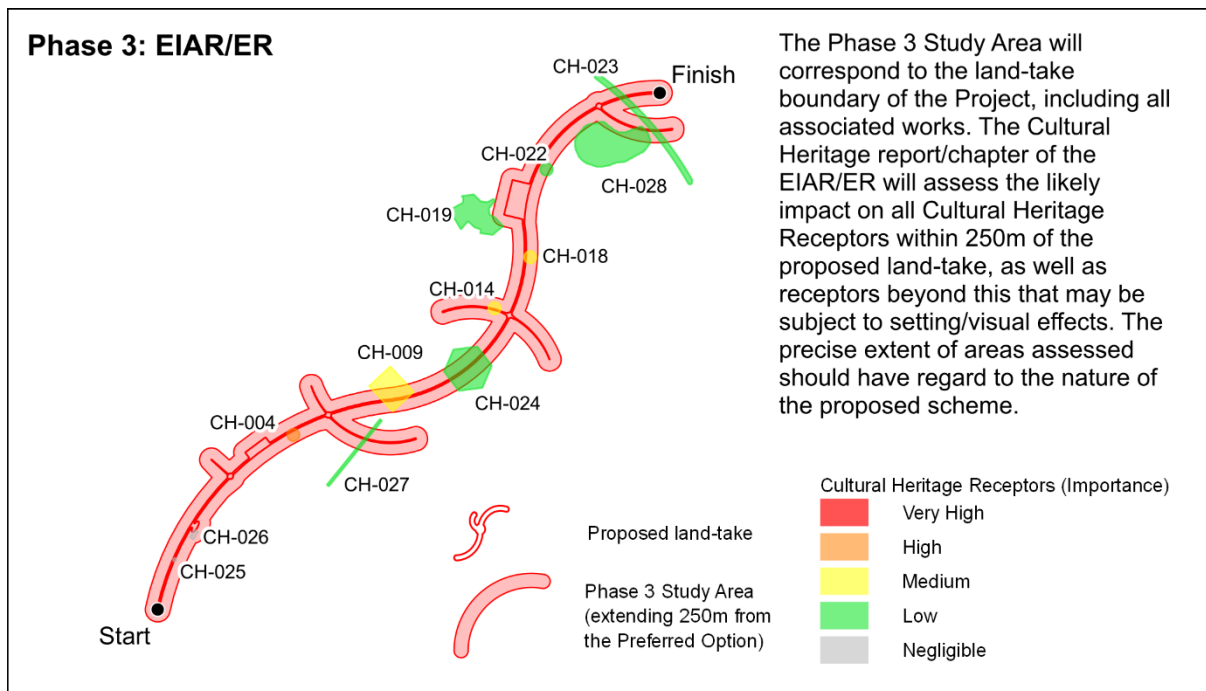 Phase 3: EIAR/ER
CH-023
Finish
CH-022
CH-028
CH-019
CH-018
CH-014
CH-009
CH-024
CH-004
CH-027
CH-026
CH-025
Start
The Phase 3 Study Area will
correspond to the land-take
boundary of the Project, including all
associated works. The Cultural
Heritage report/chapter of the
EIAR/ER will assess the likely
impact on all Cultural Heritage
Receptors within 250m of the
proposed land-take, as well as
receptors beyond this that may be
subject to setting/visual effects. The
precise extent of areas assessed
should have regard to the nature of
the proposed scheme.
Proposed land-take
Phase 3 Study Area
(extending 250m from
the Preferred Option)
Cultural Heritage Receptors (Importance)
Very High
High
Medium
Low
Negligible